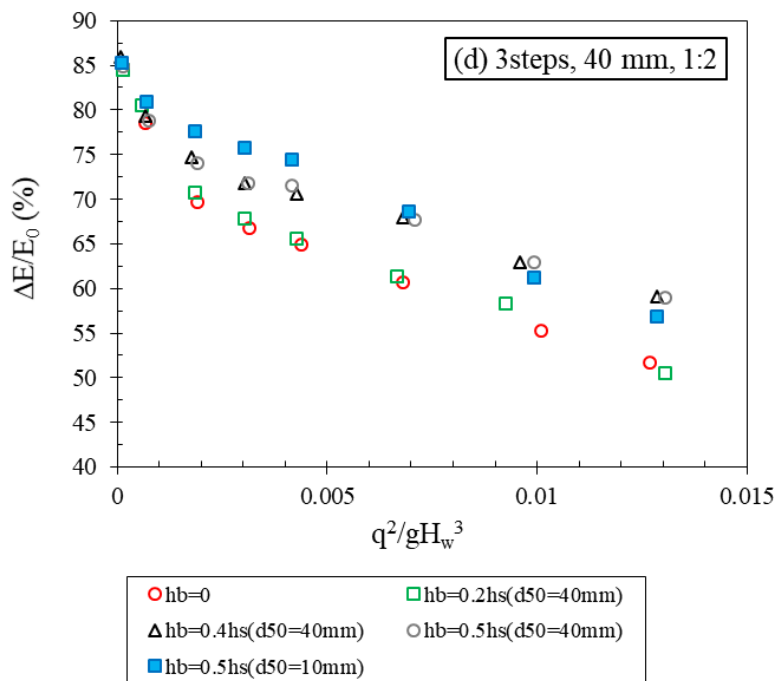 90
85
80
75
70
65
60
55
50
45
40
ΔE/E₀ (%)
(d) 3steps, 40 mm, 1:2
0 0.005 0.01 0.015
q²/gHw³
hb=0 hb=0.2hs(d50=40mm)
hb=0.4hs(d50=40mm) hb=0.5hs(d50=40mm)
hb=0.5hs(d50=10mm)